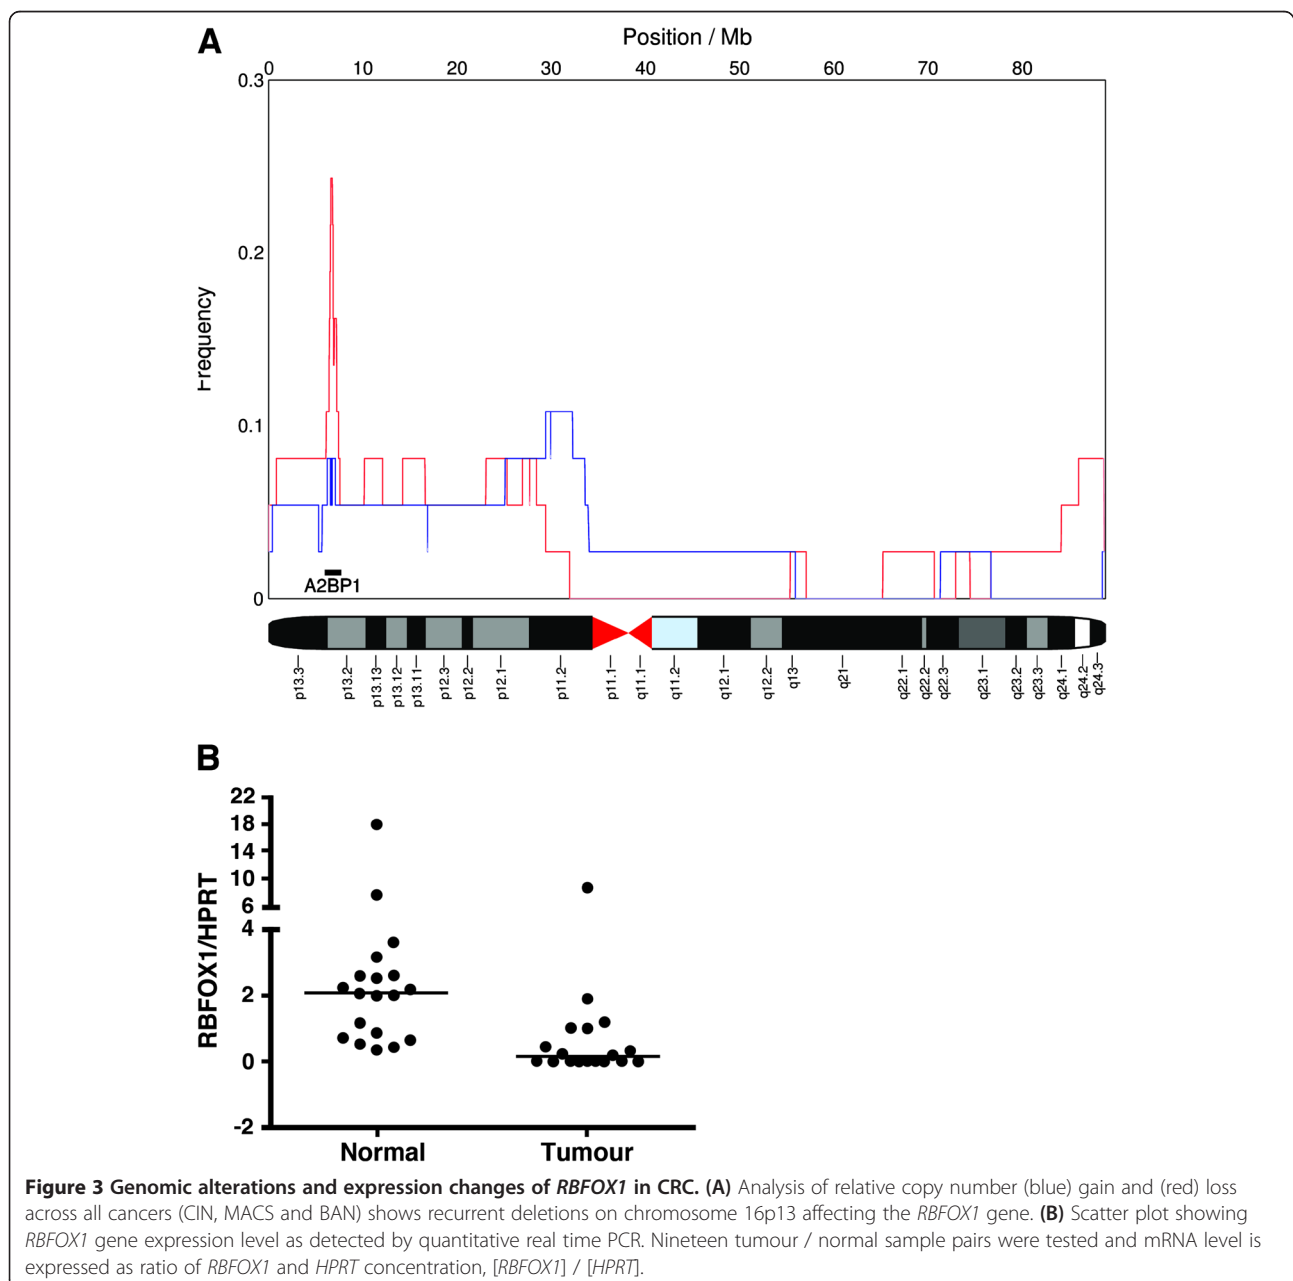 A
Position / Mb
0 10 20 30 40 50 60 70 80
0.3
0.2
0.1
0
Frequency
A2BP1
p13.3 p13.2 p13.13 p13.12 p13.11 p12.3 p12.2 p12.1 p11.2 p11.1 q11.1 q11.2 q12.1 q12.2 q13 q21 q22.1 q22.2 q22.3 q23.1 q23.2 q23.3 q24.1 q24.2 q24.3
B
22
18
14
10
6
4
2
0
-2
RBFOX1/HPRT
Normal Tumour
Figure 3 Genomic alterations and expression changes of RBFOX1 in CRC. (A) Analysis of relative copy number (blue) gain and (red) loss
across all cancers (CIN, MACS and BAN) shows recurrent deletions on chromosome 16p13 affecting the RBFOX1 gene. (B) Scatter plot showing
RBFOX1 gene expression level as detected by quantitative real time PCR. Nineteen tumour / normal sample pairs were tested and mRNA level is
expressed as ratio of RBFOX1 and HPRT concentration, [RBFOX1] / [HPRT].